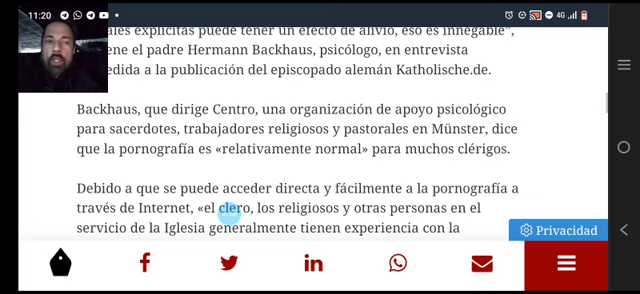 11:20
4G
ales explícitas puede tener un efecto de alivio, eso es innegable",
ene el padre Hermann Backhaus, psicólogo, en entrevista
edida a la publicación del episcopado alemán Katholische.de.
Backhaus, que dirige Centro, una organización de apoyo psicológico
para sacerdotes, trabajadores religiosos y pastorales en Münster, dice
que la pornografía es «relativamente normal» para muchos clérigos.
Debido a que se puede acceder directa y fácilmente a la pornografía a
través de Internet, «el clero, los religiosos y otras personas en el
servicio de la Iglesia generalmente tienen experiencia con la
Privacidad